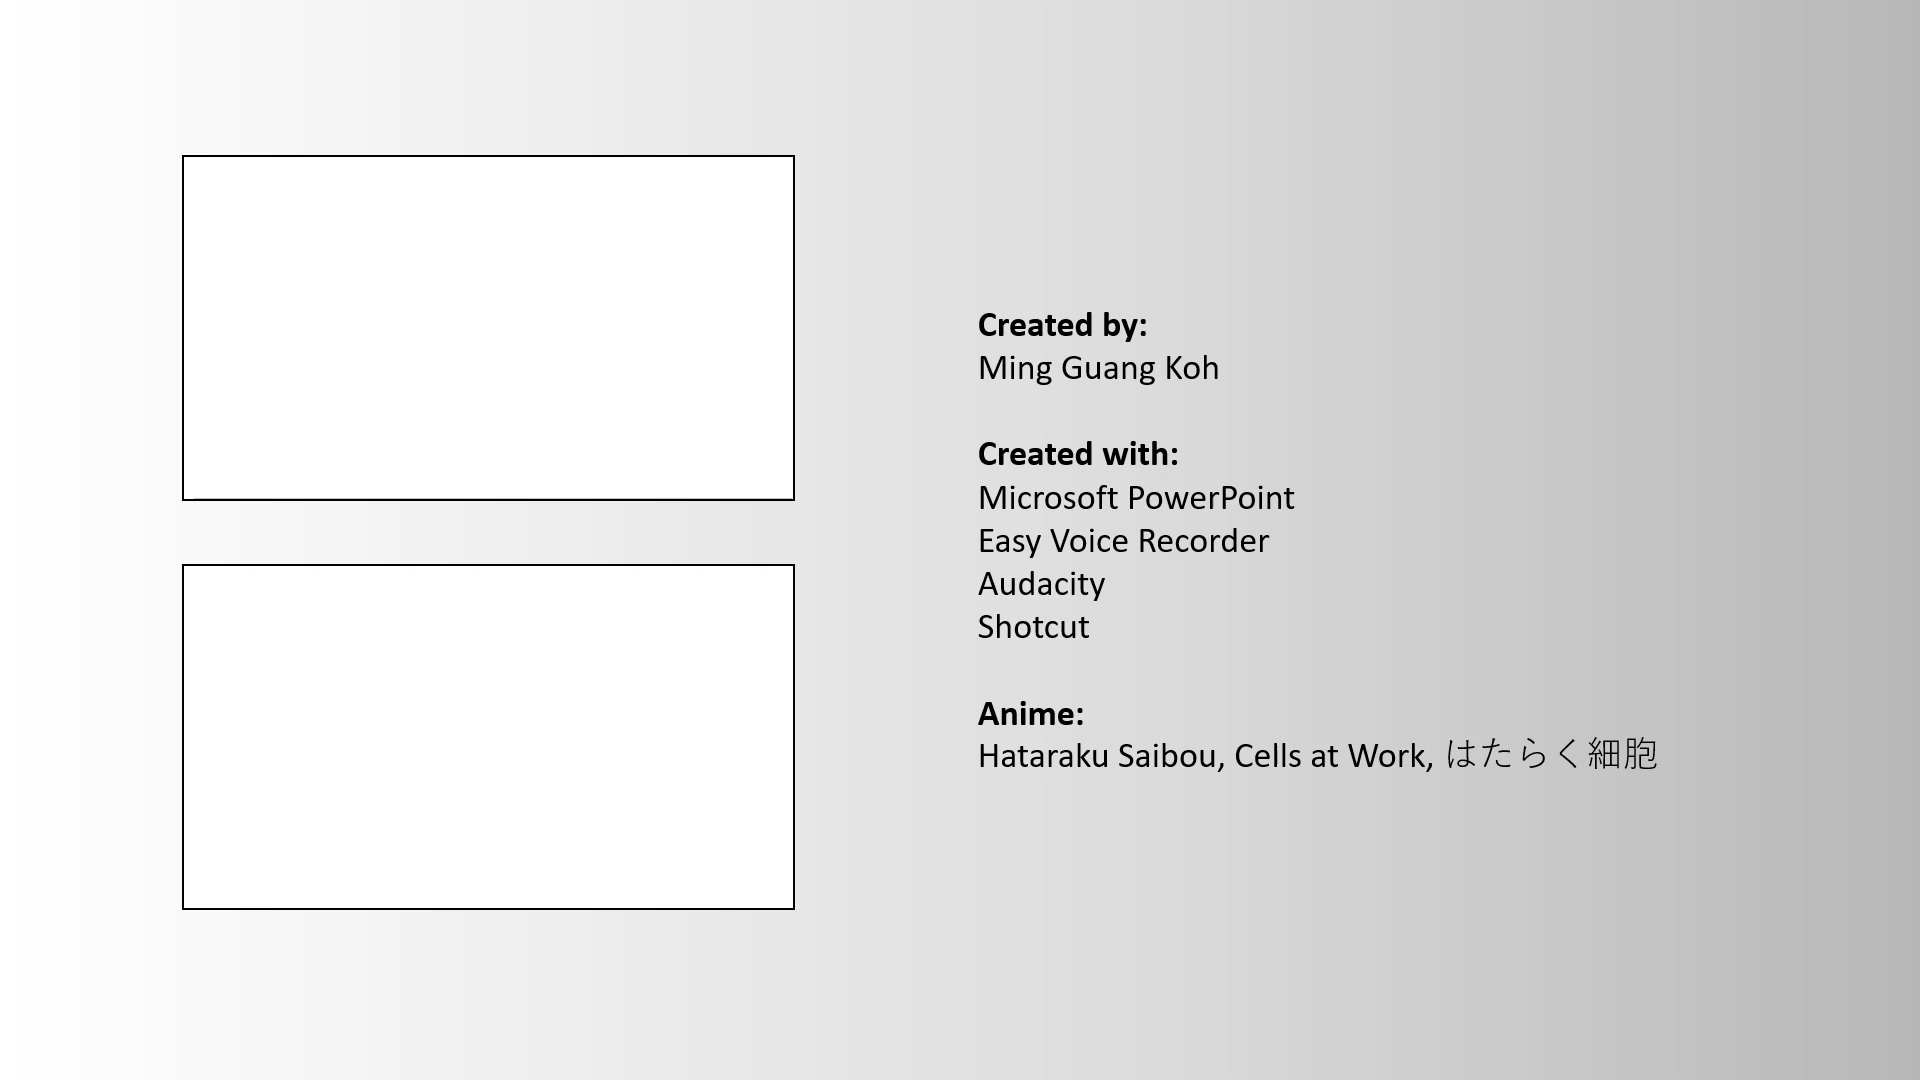 Created by:
Ming Guang Koh
Created with:
Microsoft PowerPoint
Easy Voice Recorder
Audacity
Shotcut
Anime:
Hataraku Saibou, Cells at Work, はたらく細胞